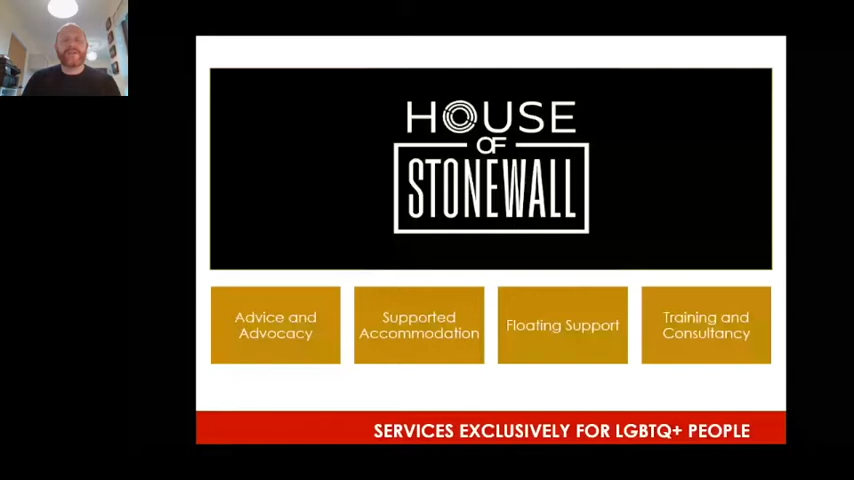 HOUSE
OF
STONEWALL
Advice and
Advocacy
Supported
Accommodation
Floating Support
Training and
Consultancy
SERVICES EXCLUSIVELY FOR LGBTQ+ PEOPLE